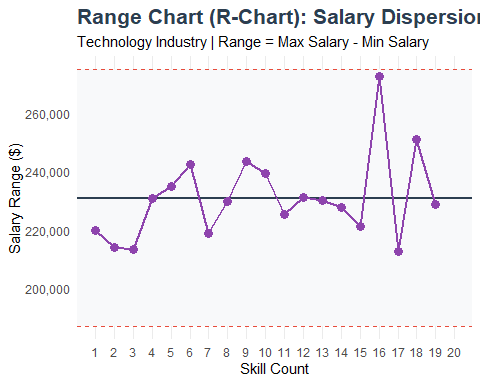 Range Chart (R-Chart): Salary Dispersion
Technology Industry | Range = Max Salary - Min Salary
Salary Range ($)
260,000
240,000
220,000
200,000
1 2 3 4 5 6 7 8 9 10 11 12 13 14 15 16 17 18 19 20
Skill Count